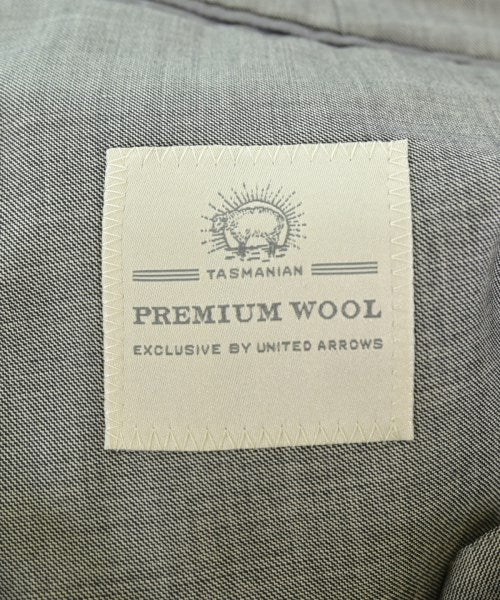 TASMANIAN
PREMIUM WOOL
EXCLUSIVE BY UNITED ARROWS